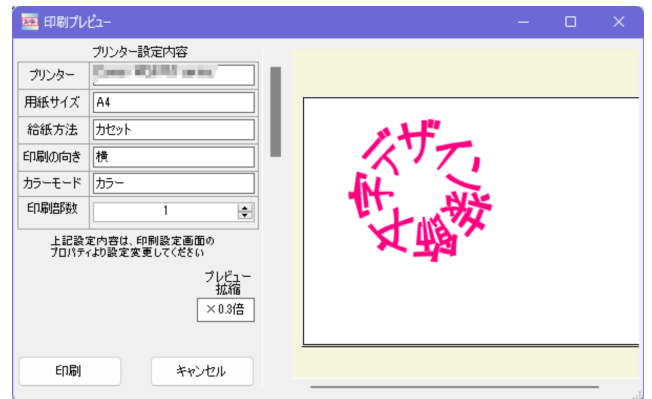 印刷プレビュー
プリンター設定内容
プリンター
用紙サイズ A4
給紙方法 カセット
印刷の向き 横
カラーモード カラー
印刷部数 1
上記設定内容は、印刷設定画面の
プロパティより設定変更してください
プレビュー
拡縮
×0.3倍
印刷 キャンセル
文字デザイン装飾